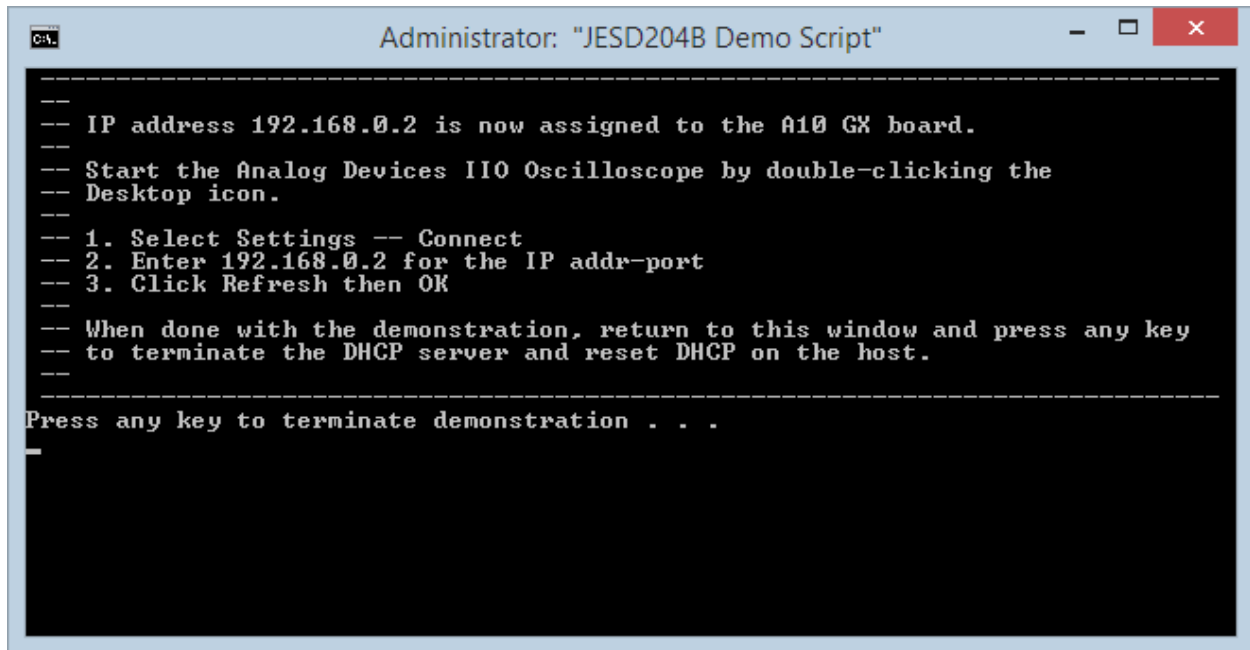 Administrator: "JESD204B Demo Script"
--------------------------------------------------------------------------------
--
-- IP address 192.168.0.2 is now assigned to the A10 GX board.
--
-- Start the Analog Devices IIO Oscilloscope by double-clicking the
-- Desktop icon.
--
-- 1. Select Settings -- Connect
-- 2. Enter 192.168.0.2 for the IP addr-port
-- 3. Click Refresh then OK
--
-- When done with the demonstration, return to this window and press any key
-- to terminate the DHCP server and reset DHCP on the host.
--
--------------------------------------------------------------------------------
Press any key to terminate demonstration . . .